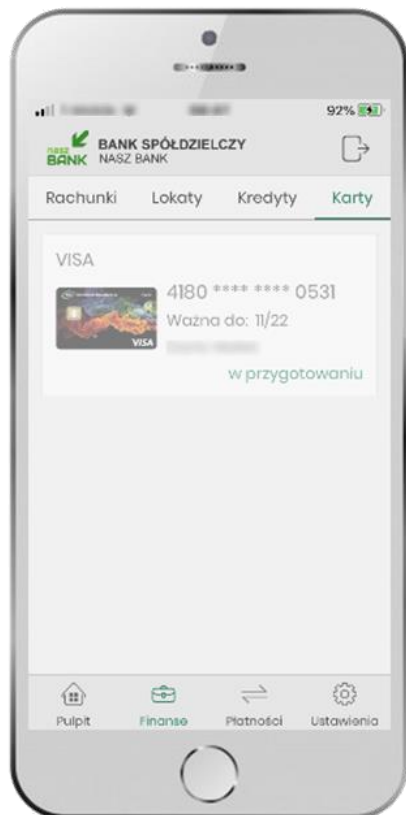 92%
nasz
BANK
BANK SPÓŁDZIELCZY
NASZ BANK
Rachunki Lokaty Kredyty Karty
VISA
4180 **** **** 0531
Ważna do: 11/22
VISA
w przygotowaniu
Pulpit Finanse Płatności Ustawienia